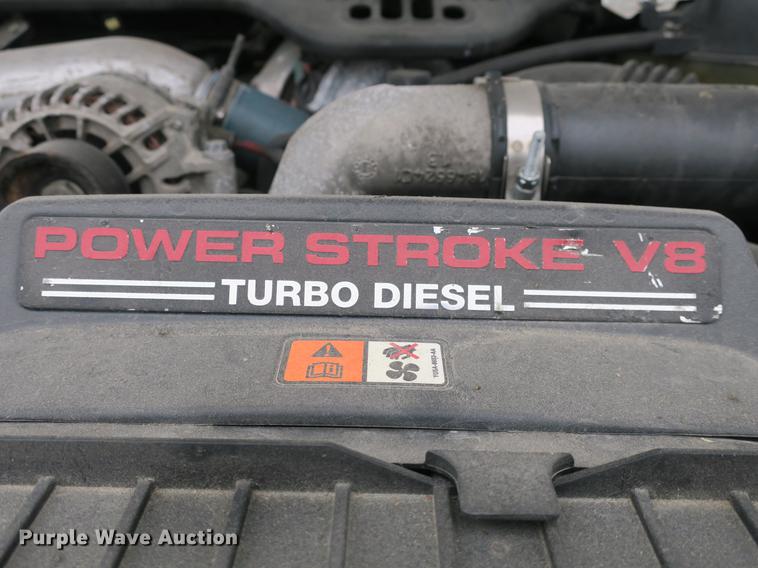 POWER STROKE V8
TURBO DIESEL
Purple Wave Auction